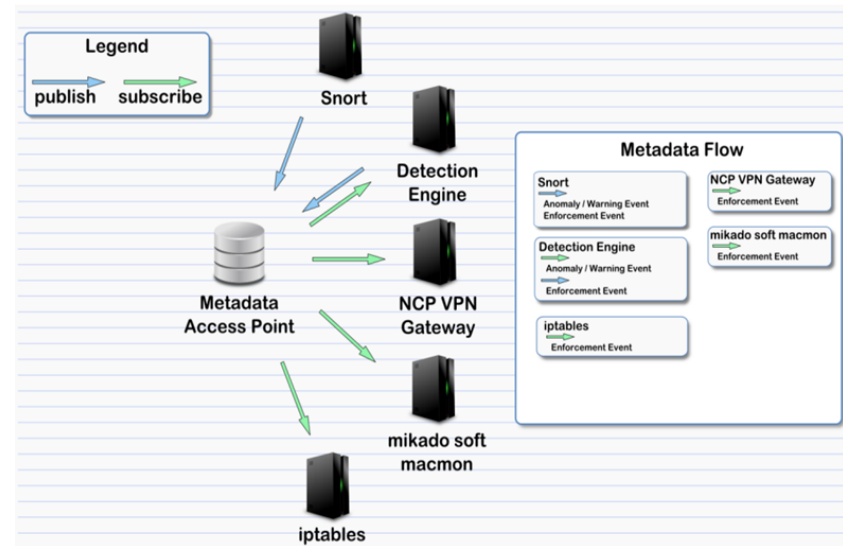 Legend
publish
subscribe
Snort
Detection
Engine
Metadata
Access Point
NCP VPN
Gateway
mikado soft
macmon
iptables
Metadata Flow
Snort
Anomaly / Warning Event
Enforcement Event
Detection Engine
Anomaly / Warning Event
Enforcement Event
iptables
Enforcement Event
NCP VPN Gateway
Enforcement Event
mikado soft macmon
Enforcement Event